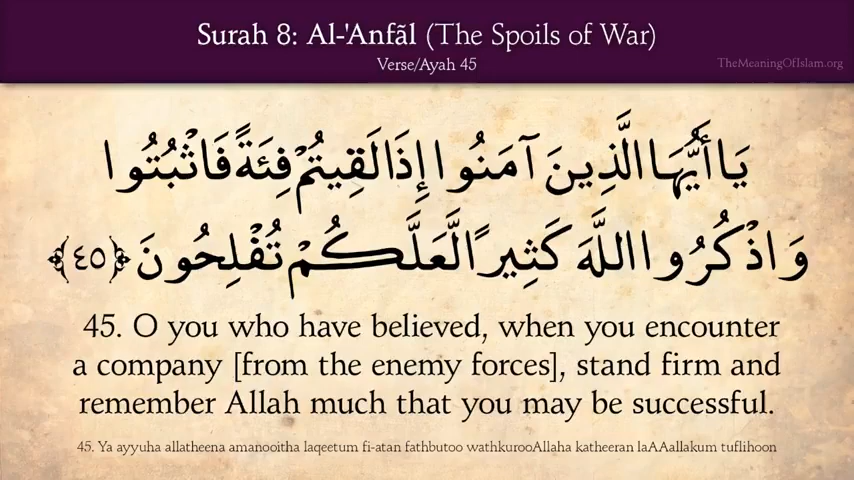 Surah 8: Al-'Anfãl (The Spoils of War)
Verse/Ayah 45
TheMeaningOfIslam.org
يَا أَيُّهَا الَّذِينَ آمَنُوا إِذَا لَقِيتُمْ فِئَةً فَاثْبُتُوا
وَاذْكُرُوا اللَّهَ كَثِيرًا لَّعَلَّكُمْ تُفْلِحُونَ ﴿٤٥﴾
45. O you who have believed, when you encounter
a company [from the enemy forces], stand firm and
remember Allah much that you may be successful.
45. Ya ayyuha allatheena amanooitha laqeetum fi-atan fathbutoo wathkurooAllaha katheeran laAAallakum tuflihoon